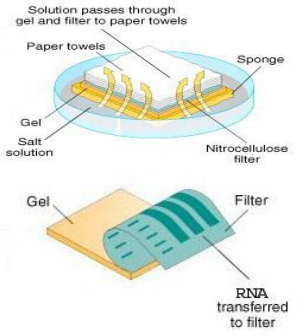 Solution passes through
gel and filter to paper towels
Paper towels
Sponge
Gel
Salt
solution
Nitrocellulose
filter
Gel
Filter
RNA
transferred
to filter